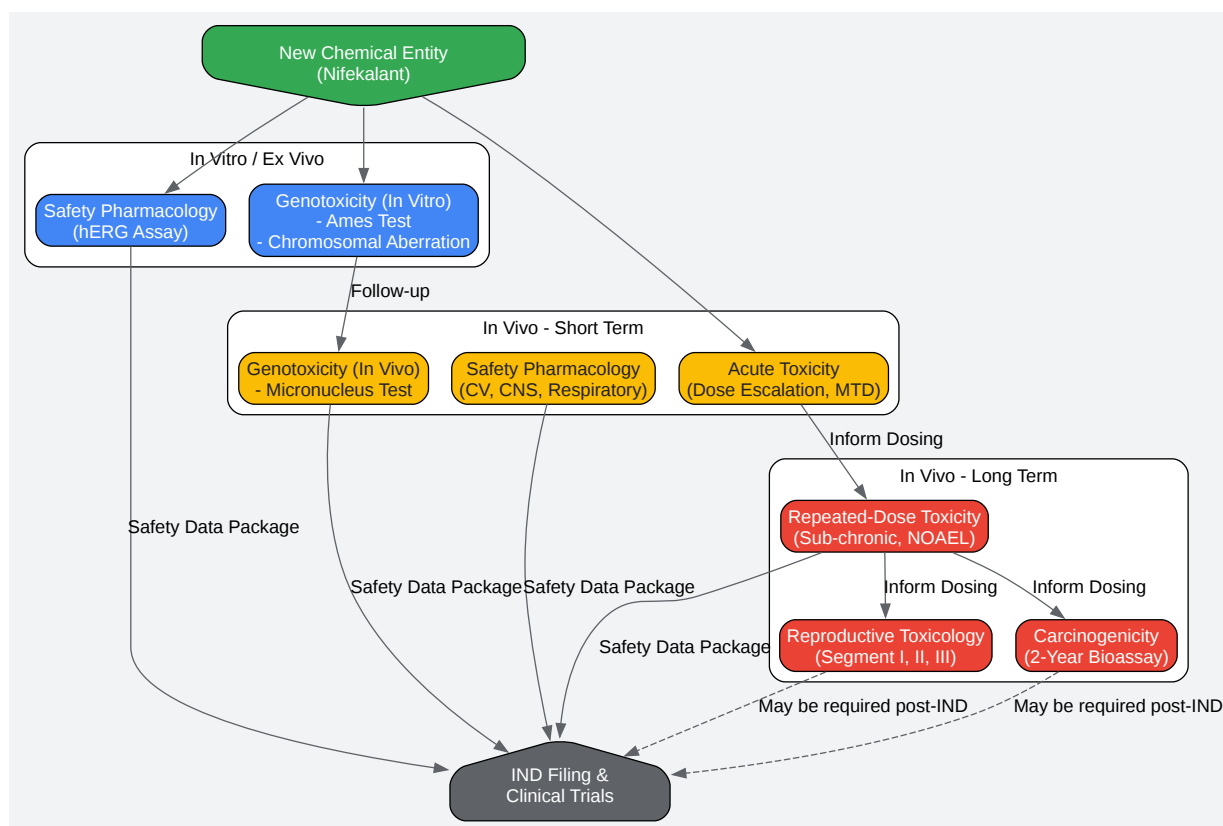 New Chemical Entity
(Nifekalant)
In Vitro / Ex Vivo
Safety Pharmacology
(hERG Assay)
Genotoxicity (In Vitro)
- Ames Test
- Chromosomal Aberration
Follow-up
In Vivo - Short Term
Genotoxicity (In Vivo)
- Micronucleus Test
Safety Pharmacology
(CV, CNS, Respiratory)
Acute Toxicity
(Dose Escalation, MTD)
Inform Dosing
In Vivo - Long Term
Repeated-Dose Toxicity
(Sub-chronic, NOAEL)
Safety Data Package
Safety Data Package
Safety Data Package
Inform Dosing
Inform Dosing
Safety Data Package
Reproductive Toxicology
(Segment I, II, III)
Carcinogenicity
(2-Year Bioassay)
May be required post-IND
May be required post-IND
IND Filing &
Clinical Trials